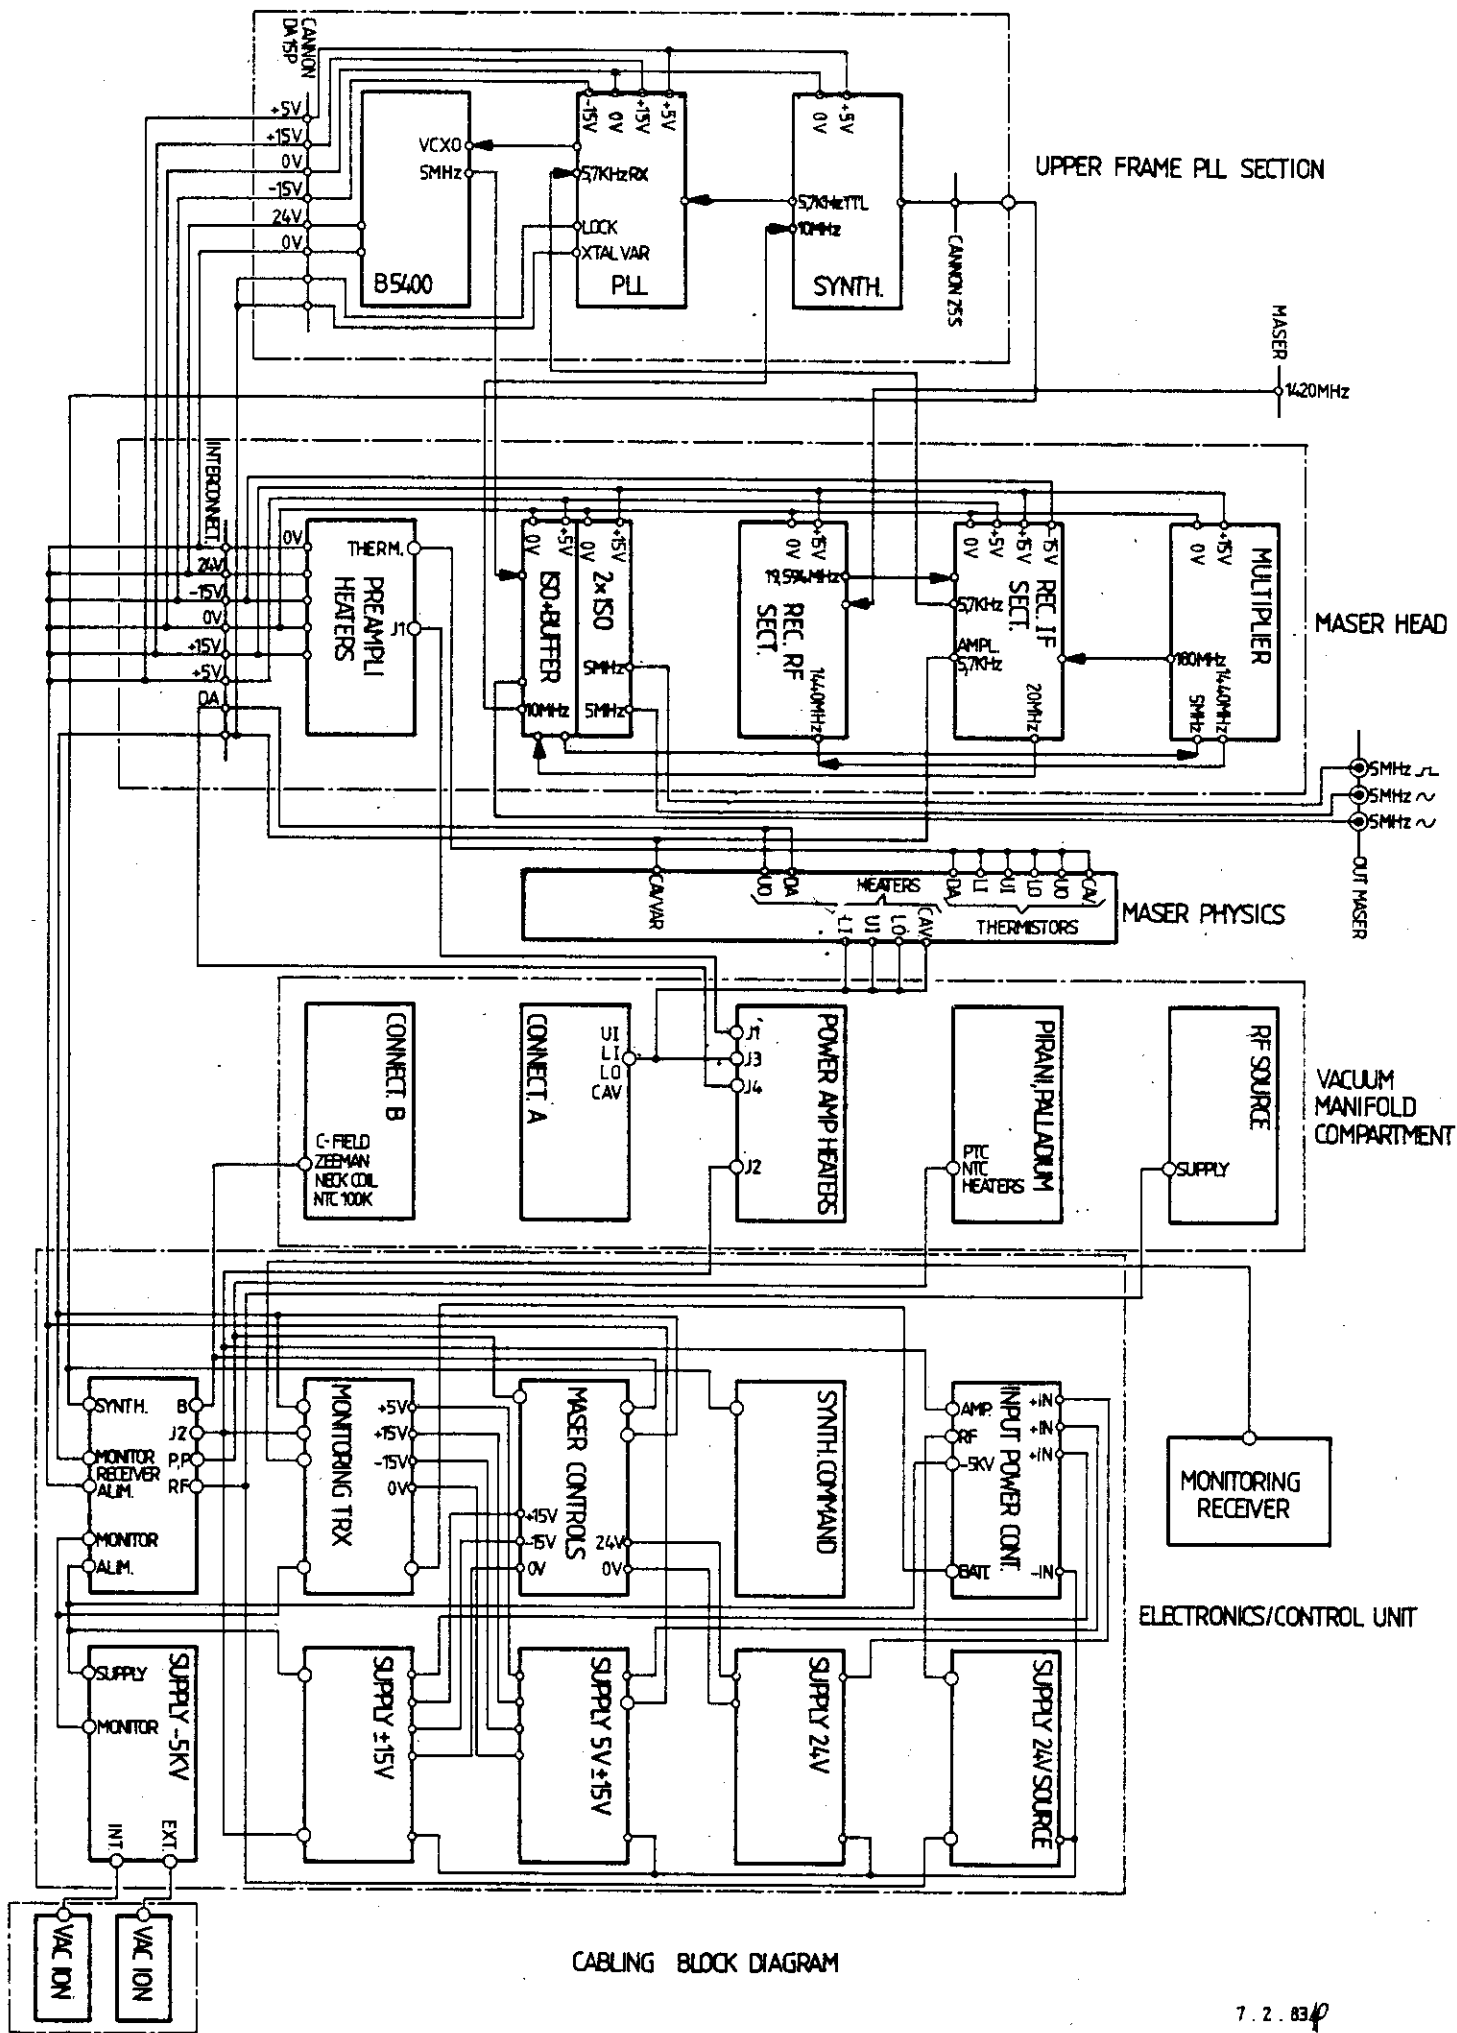 CANNON
DA 15P
+5V
+15V
0V
-15V
24V
0V
VCXO
5MHz
B5400
-15V
0V
+15V
+5V
5,7KHzRX
LOCK
XTAL VAR
PLL
0V
+5V
5,7KHzTTL
10MHz
SYNTH.
CANNON 25S
UPPER FRAME PLL SECTION
MASER
1420MHz
INTERCONNECT.
0V
24V
-15V
0V
+15V
+5V
DA
THERM.
J1
PREAMPLI
HEATERS
0V
+5V
0V
+15V
ISO+BUFFER
2×ISO
10MHz
5MHz
5MHz
0V
+15V
19,594MHz
REC. RF
SECT.
1440MHz
0V
+5V
+15V
-15V
REC. IF
SECT.
5,7KHz
AMPL.
5,7KHz
20MHz
0V
+15V
MULTIPLIER
180MHz
5MHz
1440MHz
MASER HEAD
5MHz
5MHz
5MHz
OUT MASER
CAV.VAR
UO
DA
HEATERS
LI
UI
LO
CAV.
DA
LI
UI
LO
UO
CAV.
THERMISTORS
MASER PHYSICS
CONNECT. B
C-FIELD
ZEEMAN
NECK COIL
NTC 100K
CONNECT. A
UI
LI
LO
CAV
J1
J3
J4
J2
POWER AMP HEATERS
PIRANI, PALLADIUM
PTC
NTC
HEATERS
RF SOURCE
SUPPLY
VACUUM
MANIFOLD
COMPARTMENT
SYNTH.
MONITOR
RECEIVER
ALIM.
MONITOR
ALIM.
B
J2
P,P
RF
MONITORING TRX
+5V
+15V
-15V
0V
MASER CONTROLS
+15V
-15V
0V
24V
0V
SYNTH.COMMAND
INPUT POWER CONT.
AMP.
RF
-5KV
BATT.
+IN
+IN
+IN
-IN
MONITORING
RECEIVER
ELECTRONICS/CONTROL UNIT
SUPPLY -5KV
SUPPLY
MONITOR
INT.
EXT.
SUPPLY ±15V
SUPPLY 5V ±15V
SUPPLY 24V
SUPPLY 24V SOURCE
VAC ION
VAC ION
CABLING BLOCK DIAGRAM
7.2.83